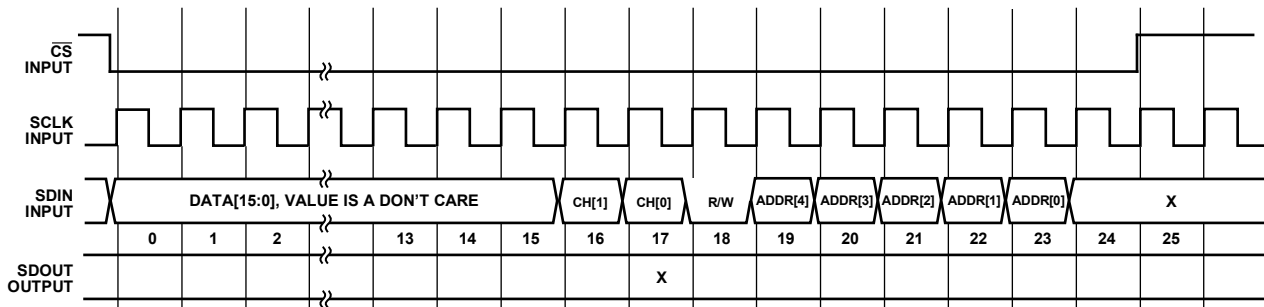 CS
INPUT
SCLK
INPUT
SDIN
INPUT
DATA[15:0], VALUE IS A DON'T CARE
CH[1]
CH[0]
R/W
ADDR[4]
ADDR[3]
ADDR[2]
ADDR[1]
ADDR[0]
X
0
1
2
13
14
15
16
17
18
19
20
21
22
23
24
25
SDOUT
OUTPUT
X